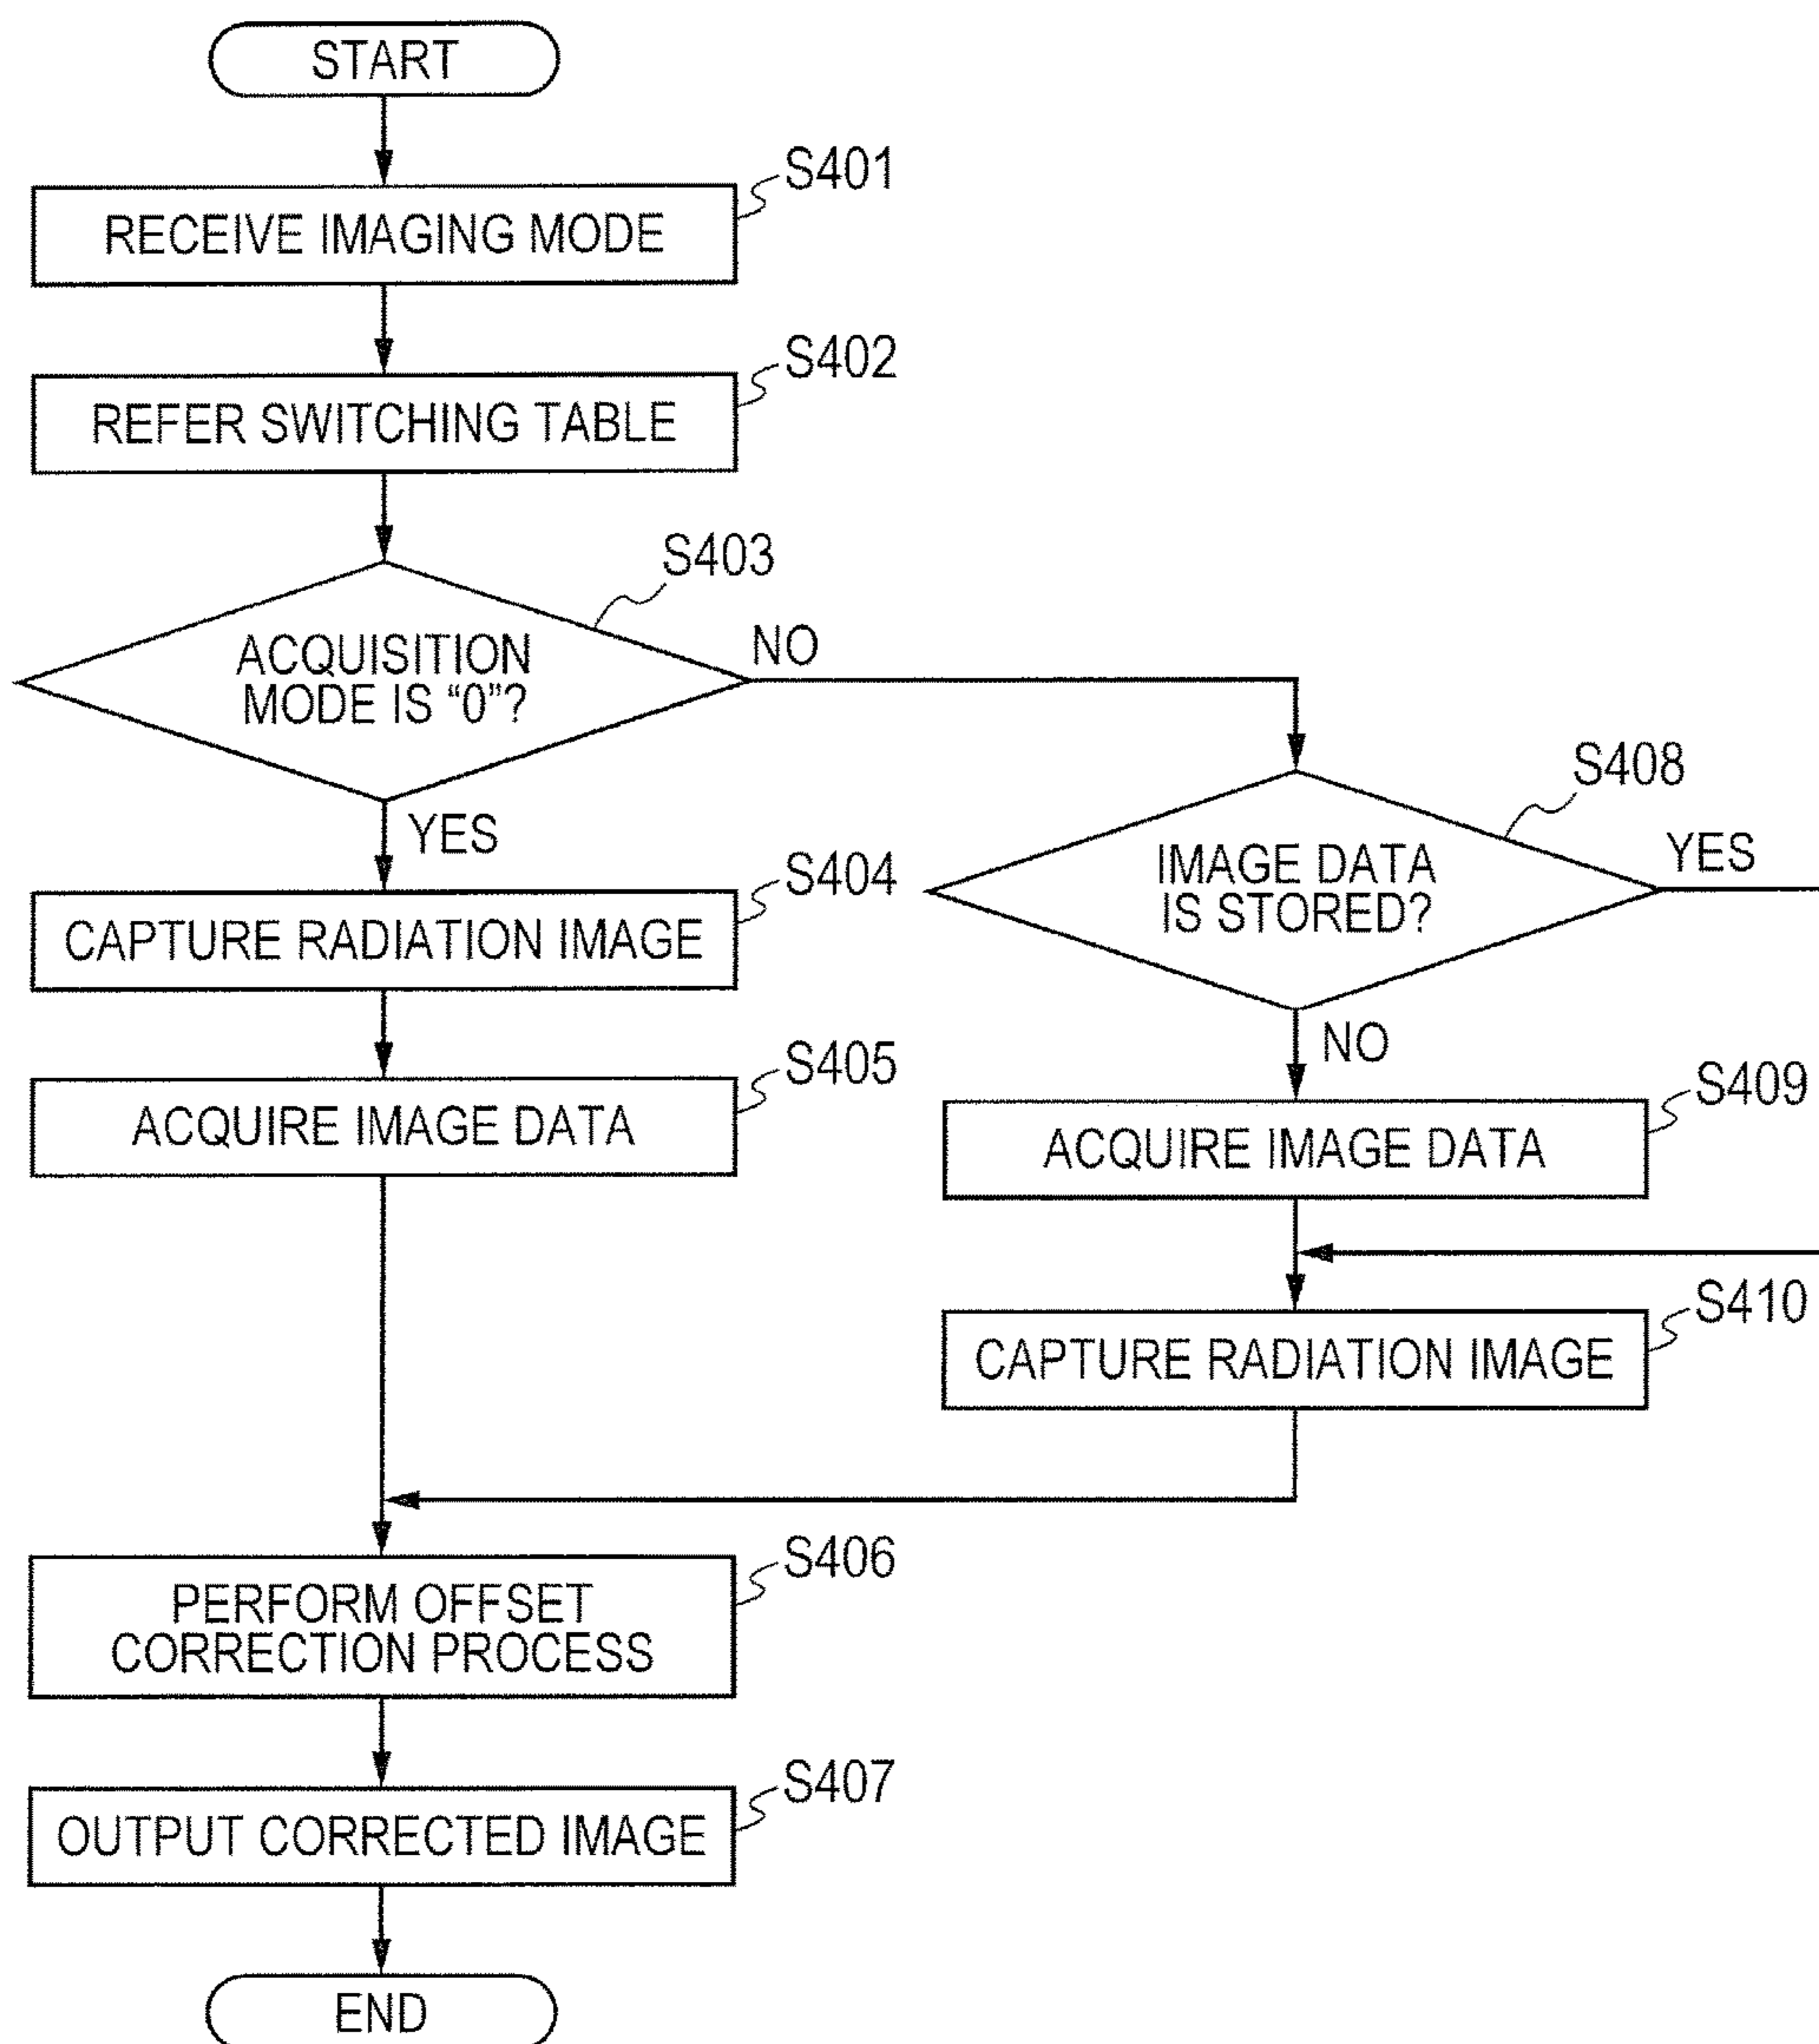 START
S401
RECEIVE IMAGING MODE
S402
REFER SWITCHING TABLE
S403
ACQUISITION
MODE IS “0”?
NO
YES
S408
IMAGE DATA
IS STORED?
YES
NO
S404
CAPTURE RADIATION IMAGE
S405
ACQUIRE IMAGE DATA
S409
ACQUIRE IMAGE DATA
S410
CAPTURE RADIATION IMAGE
S406
PERFORM OFFSET
CORRECTION PROCESS
S407
OUTPUT CORRECTED IMAGE
END